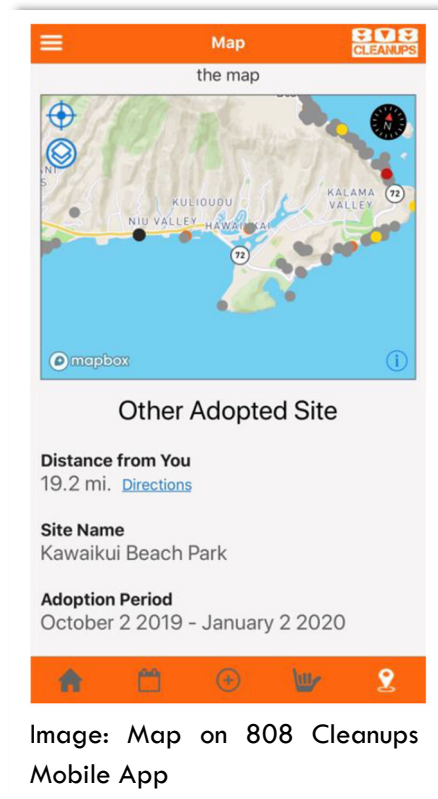 Map
808
CLEANUPS
the map
N
KALAMA
VALLEY
72
KULIOUOU
NIU VALLEY
HAWAII KAI
72
mapbox
i
Other Adopted Site
Distance from You
19.2 mi. Directions
Site Name
Kawaikui Beach Park
Adoption Period
October 2 2019 - January 2 2020
Image: Map on 808 Cleanups
Mobile App